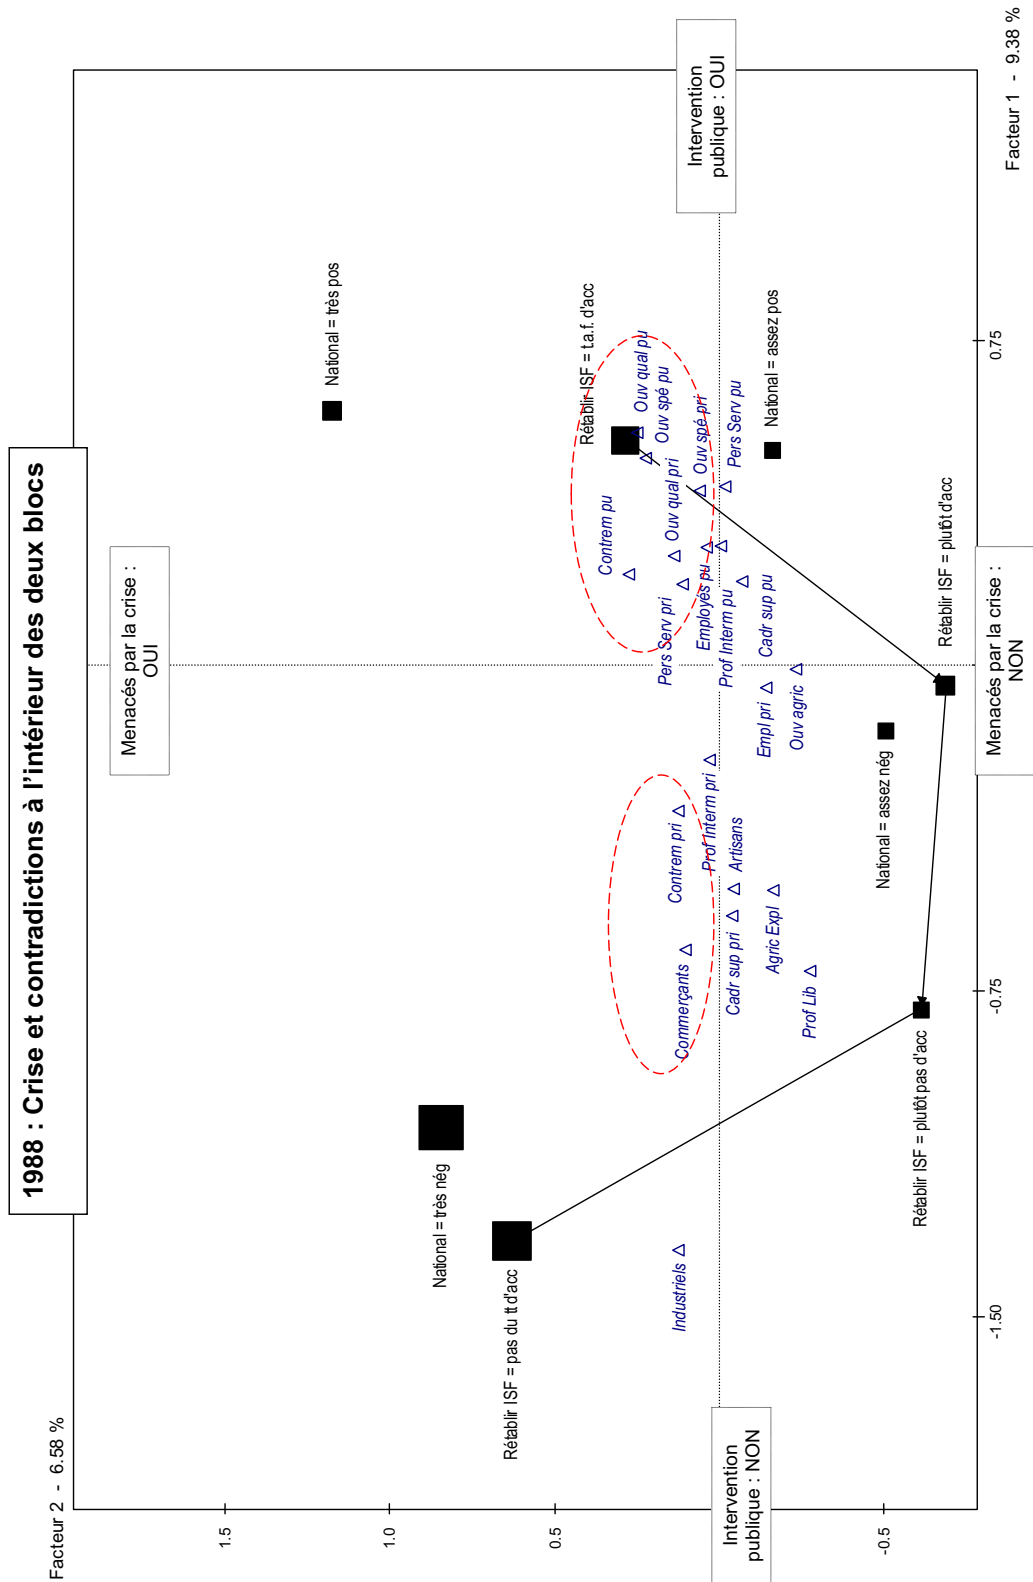 1988 : Crise et contradictions à l'intérieur des deux blocs
Facteur 2 - 6.58 %
Menacés par la crise :
OUI
1.5
National = très pos
1.0
National = très nég
Rétablir ISF = t.a.f. d'acc
Rétablir ISF = pas du tt d'acc
0.5
Contrem pu
Ouv qual pu
Ouv spé pu
Ouv qual pri
Pers Serv pri
Ouv spé pri
Employés pu
Pers Serv pu
Prof Interm pu
Cadr sup pu
Contrem pri
Commerçants
Industriels
Prof Interm pri
Artisans
Cadr sup pri
Empl pri
Agric Expl
Ouv agric
Prof Lib
Intervention
publique : NON
Intervention
publique : OUI
National = assez pos
National = assez nég
-0.5
Rétablir ISF = plutôt d'acc
Rétablir ISF = plutôt pas d'acc
Menacés par la crise :
NON
-1.50
-0.75
0.75
Facteur 1 - 9.38 %